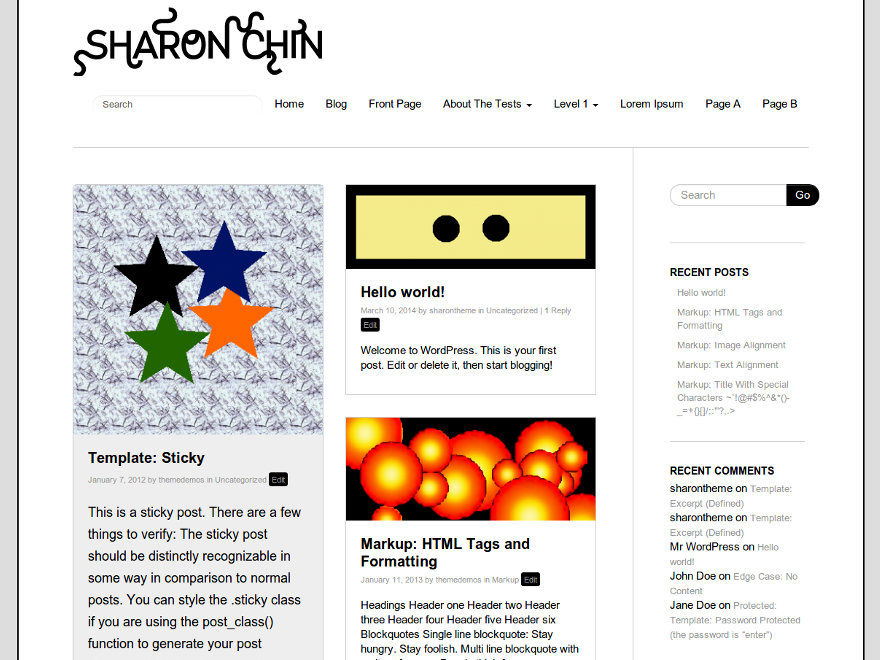 SHARON CHIN
Search
Home Blog Front Page About The Tests Level 1 Lorem Ipsum Page A Page B
Template: Sticky
January 7, 2012 by themedemos in Uncategorized Edit
This is a sticky post. There are a few
things to verify: The sticky post
should be distinctly recognizable in
some way in comparison to normal
posts. You can style the .sticky class
if you are using the post_class()
function to generate your post
Hello world!
March 10, 2014 by sharontheme in Uncategorized | 1 Reply
Edit
Welcome to WordPress. This is your first
post. Edit or delete it, then start blogging!
Markup: HTML Tags and
Formatting
January 11, 2013 by themedemos in Markup Edit
Headings Header one Header two Header
three Header four Header five Header six
Blockquotes Single line blockquote: Stay
hungry. Stay foolish. Multi line blockquote with
Search Go
RECENT POSTS
Hello world!
Markup: HTML Tags and
Formatting
Markup: Image Alignment
Markup: Text Alignment
Markup: Title With Special
Characters ~`!@#$%^&*()-
_=+{}[]/;:'"?,.>
RECENT COMMENTS
sharontheme on Template:
Excerpt (Defined)
sharontheme on Template:
Excerpt (Defined)
Mr WordPress on Hello
world!
John Doe on Edge Case: No
Content
Jane Doe on Protected:
Template: Password Protected
(the password is "enter")